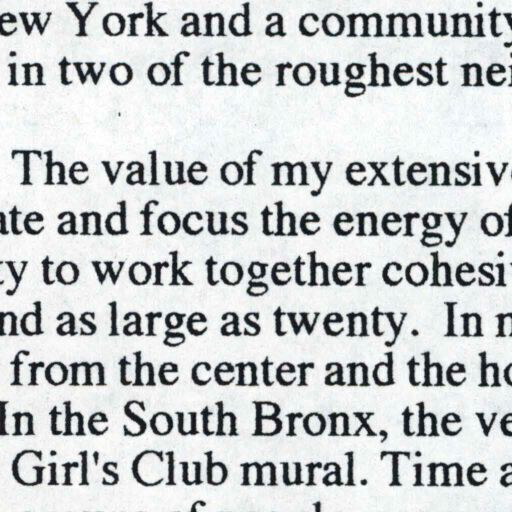 ew York and a community
in two of the roughest nei
The value of my extensiv
ate and focus the energy of
ty to work together cohesi
nd as large as twenty. In n
from the center and the ho
In the South Bronx, the ve
Girl's Club mural. Time a